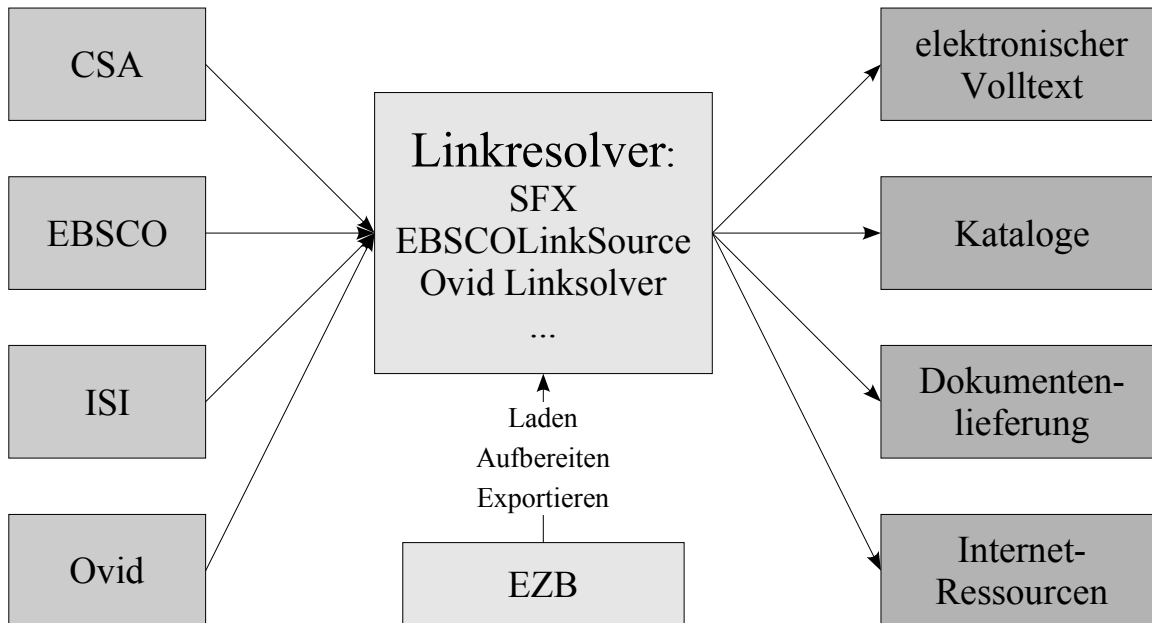 CSA
EBSCO
ISI
Ovid
Linkresolver:
SFX
EBSCOLinkSource
Ovid Linksolver
...
Laden
Aufbereiten
Exportieren
EZB
elektronischer
Volltext
Kataloge
Dokumenten-
lieferung
Internet-
Ressourcen